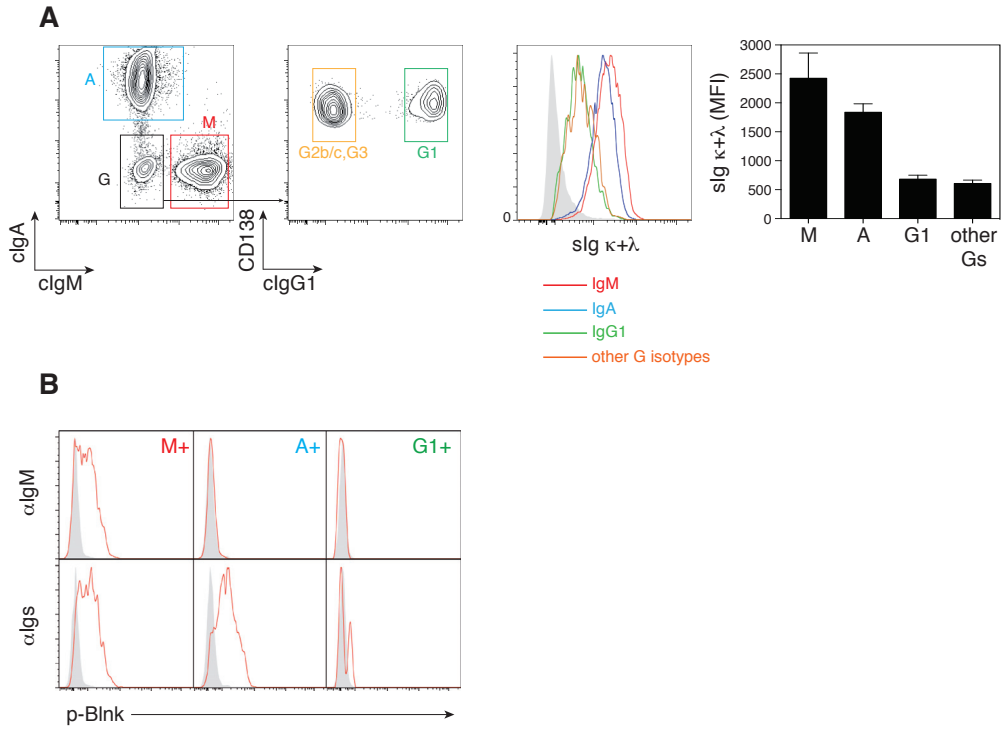 A
A
M
G
cIgA
cIgM
G2b/c,G3
G1
CD138
cIgG1
0
sIg κ+λ
IgM
IgA
IgG1
other G isotypes
sIg κ+λ (MFI)
3000
2500
2000
1500
1000
500
0
M A G1 other
Gs
B
M+ A+ G1+
αIgM
αIgs
p-Blnk